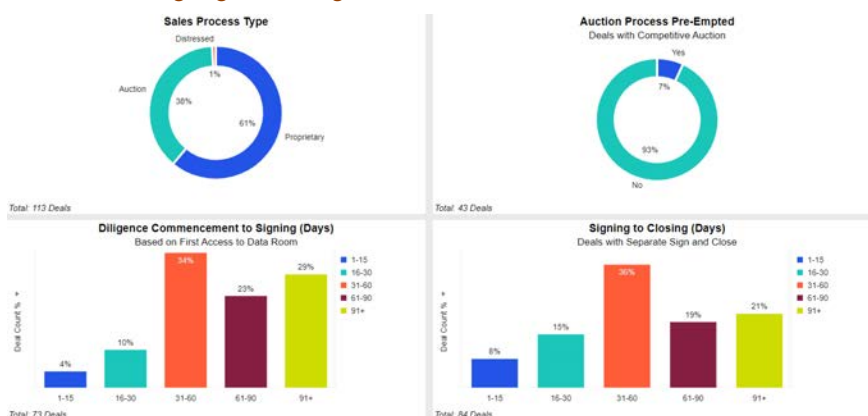 Sales Process Type
Distressed
1%
Auction
38%
61%
Proprietary
Total: 113 Deals
Auction Process Pre-Empted
Deals with Competitive Auction
Yes
7%
93%
No
Total: 43 Deals
Diligence Commencement to Signing (Days)
Based on First Access to Data Room
Deal Count % +
4%
10%
34%
23%
29%
1-15
16-30
31-60
61-90
91+
1-15
16-30
31-60
61-90
91+
Total: 73 Deals
Signing to Closing (Days)
Deals with Separate Sign and Close
Deal Count % +
8%
15%
36%
19%
21%
1-15
16-30
31-60
61-90
91+
1-15
16-30
31-60
61-90
91+
Total: 84 Deals